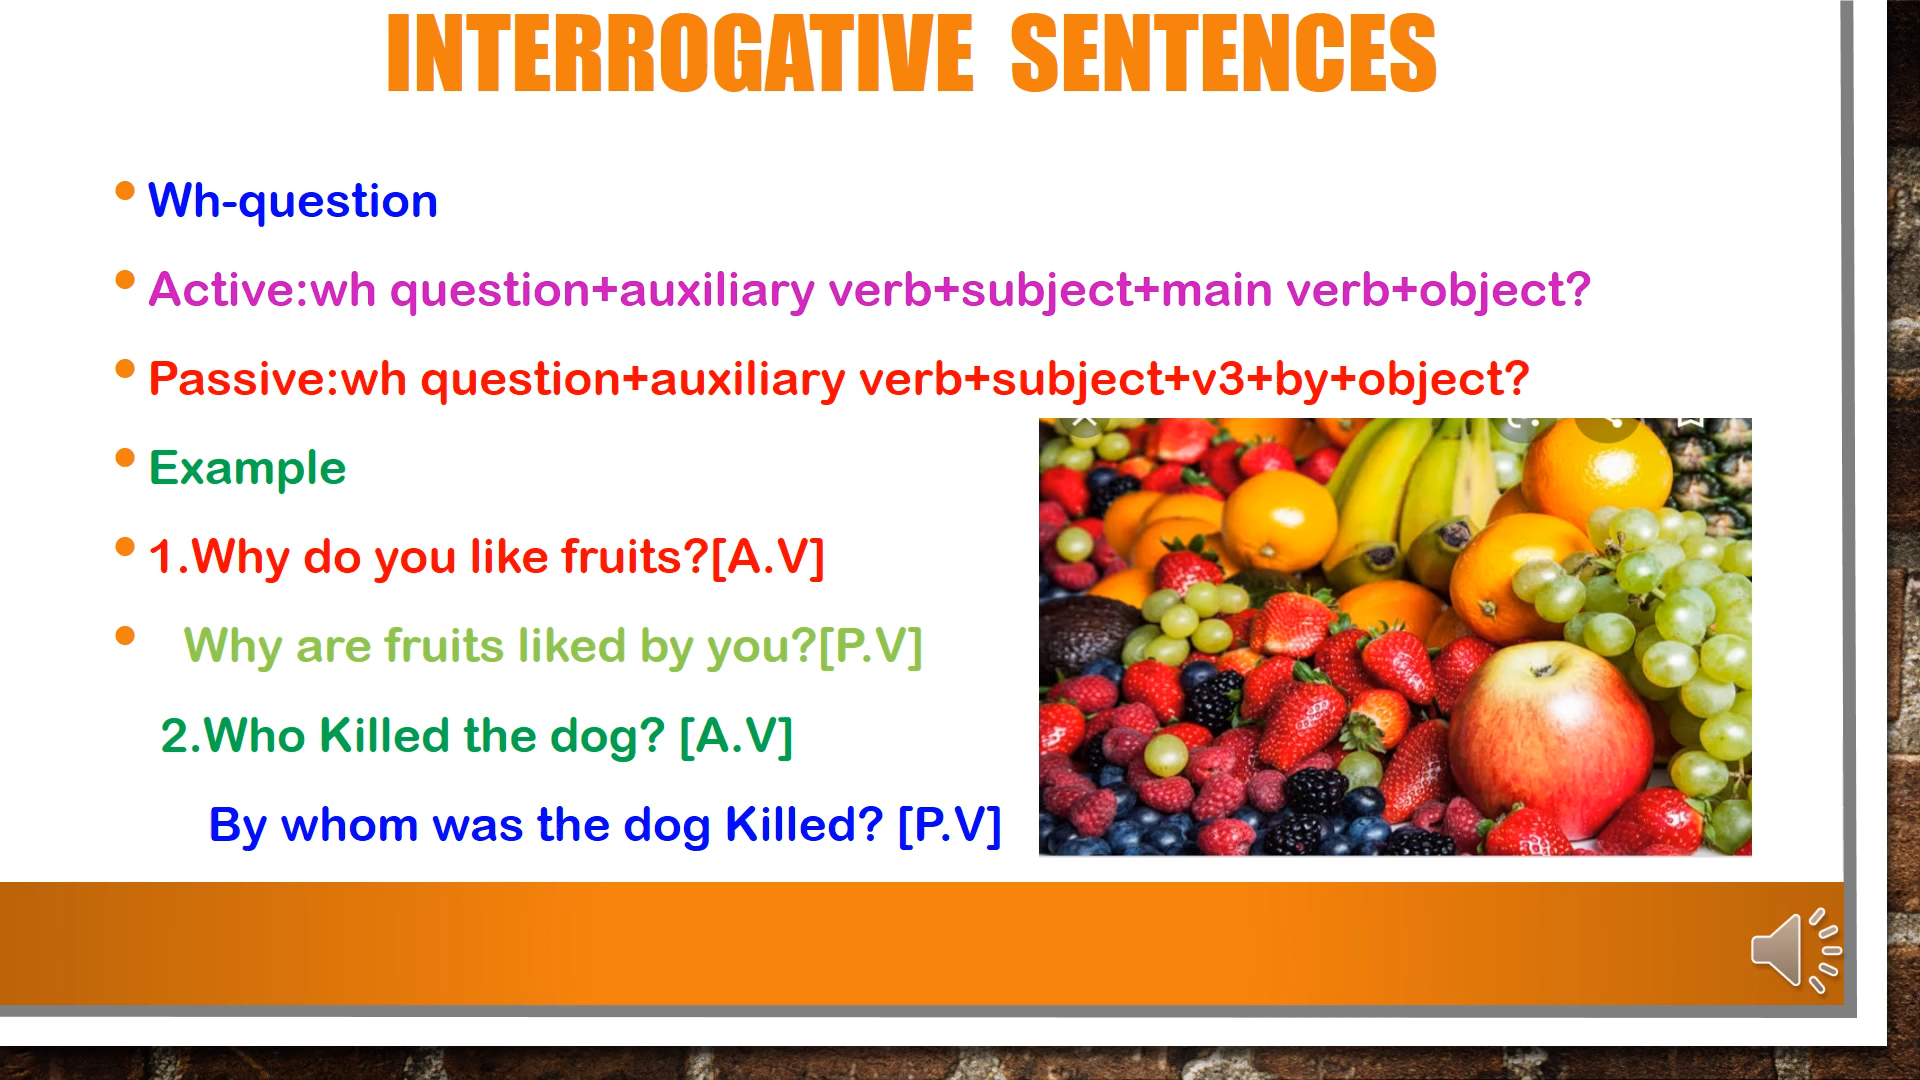 INTERROGATIVE SENTENCES
Wh-question
Active:wh question+auxiliary verb+subject+main verb+object?
Passive:wh question+auxiliary verb+subject+v3+by+object?
Example
1.Why do you like fruits?[A.V]
Why are fruits liked by you?[P.V]
2.Who Killed the dog? [A.V]
By whom was the dog Killed? [P.V]